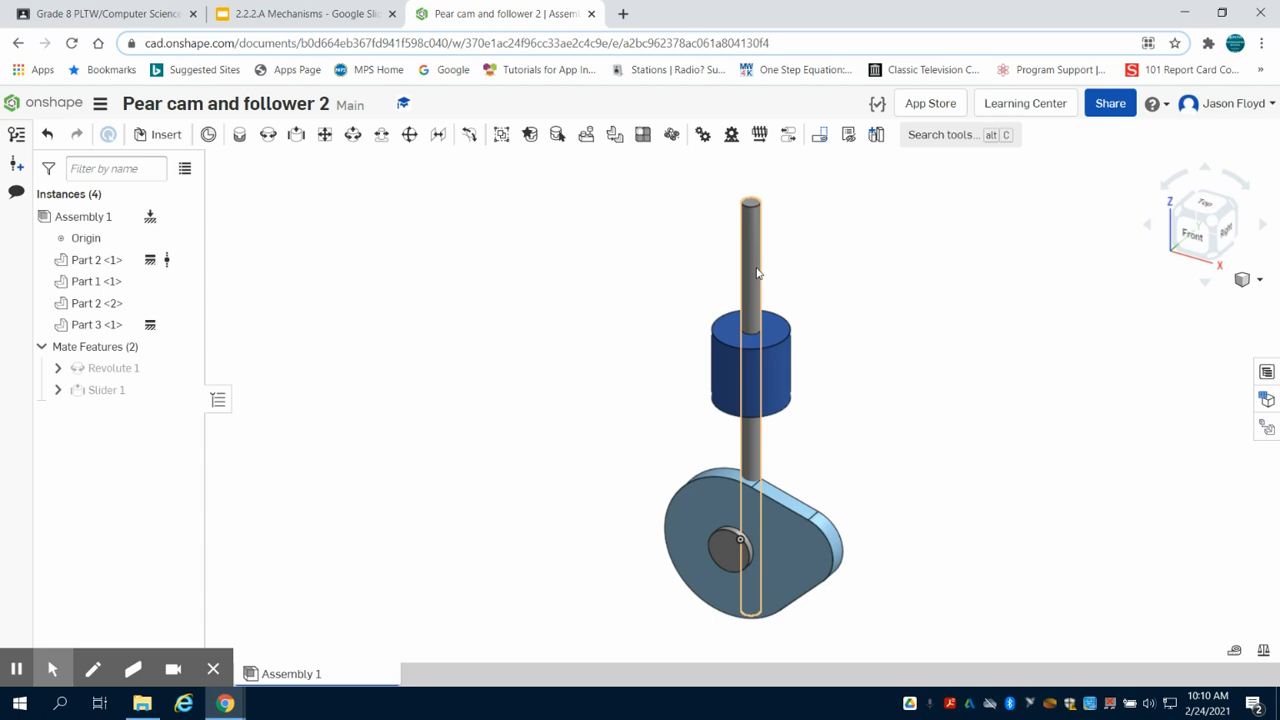 Grade 8 PLTW/Computer Science
2.2.2.A Mechanisms - Google Sli
Pear cam and follower 2 | Assem
cad.onshape.com/documents/b0d664eb367fd941f598c040/w/370e1ac24f96cc33ae2c4c9e/e/a2bc962378ac061a804130f4
Apps
Bookmarks
Suggested Sites
Apps Page
MPS Home
Google
Tutorials for App In...
Stations | Radio? Su...
One Step Equation:...
Classic Television C...
Program Support |...
101 Report Card Co...
onshape
Pear cam and follower 2 Main
App Store
Learning Center
Share
Jason Floyd
Insert
Search tools... alt C
Filter by name
Instances (4)
Assembly 1
Origin
Part 2 <1>
Part 1 <1>
Part 2 <2>
Part 3 <1>
Mate Features (2)
Revolute 1
Slider 1
Z
Top
Front
Right
Y
X
Assembly 1
10:10 AM
2/24/2021
2